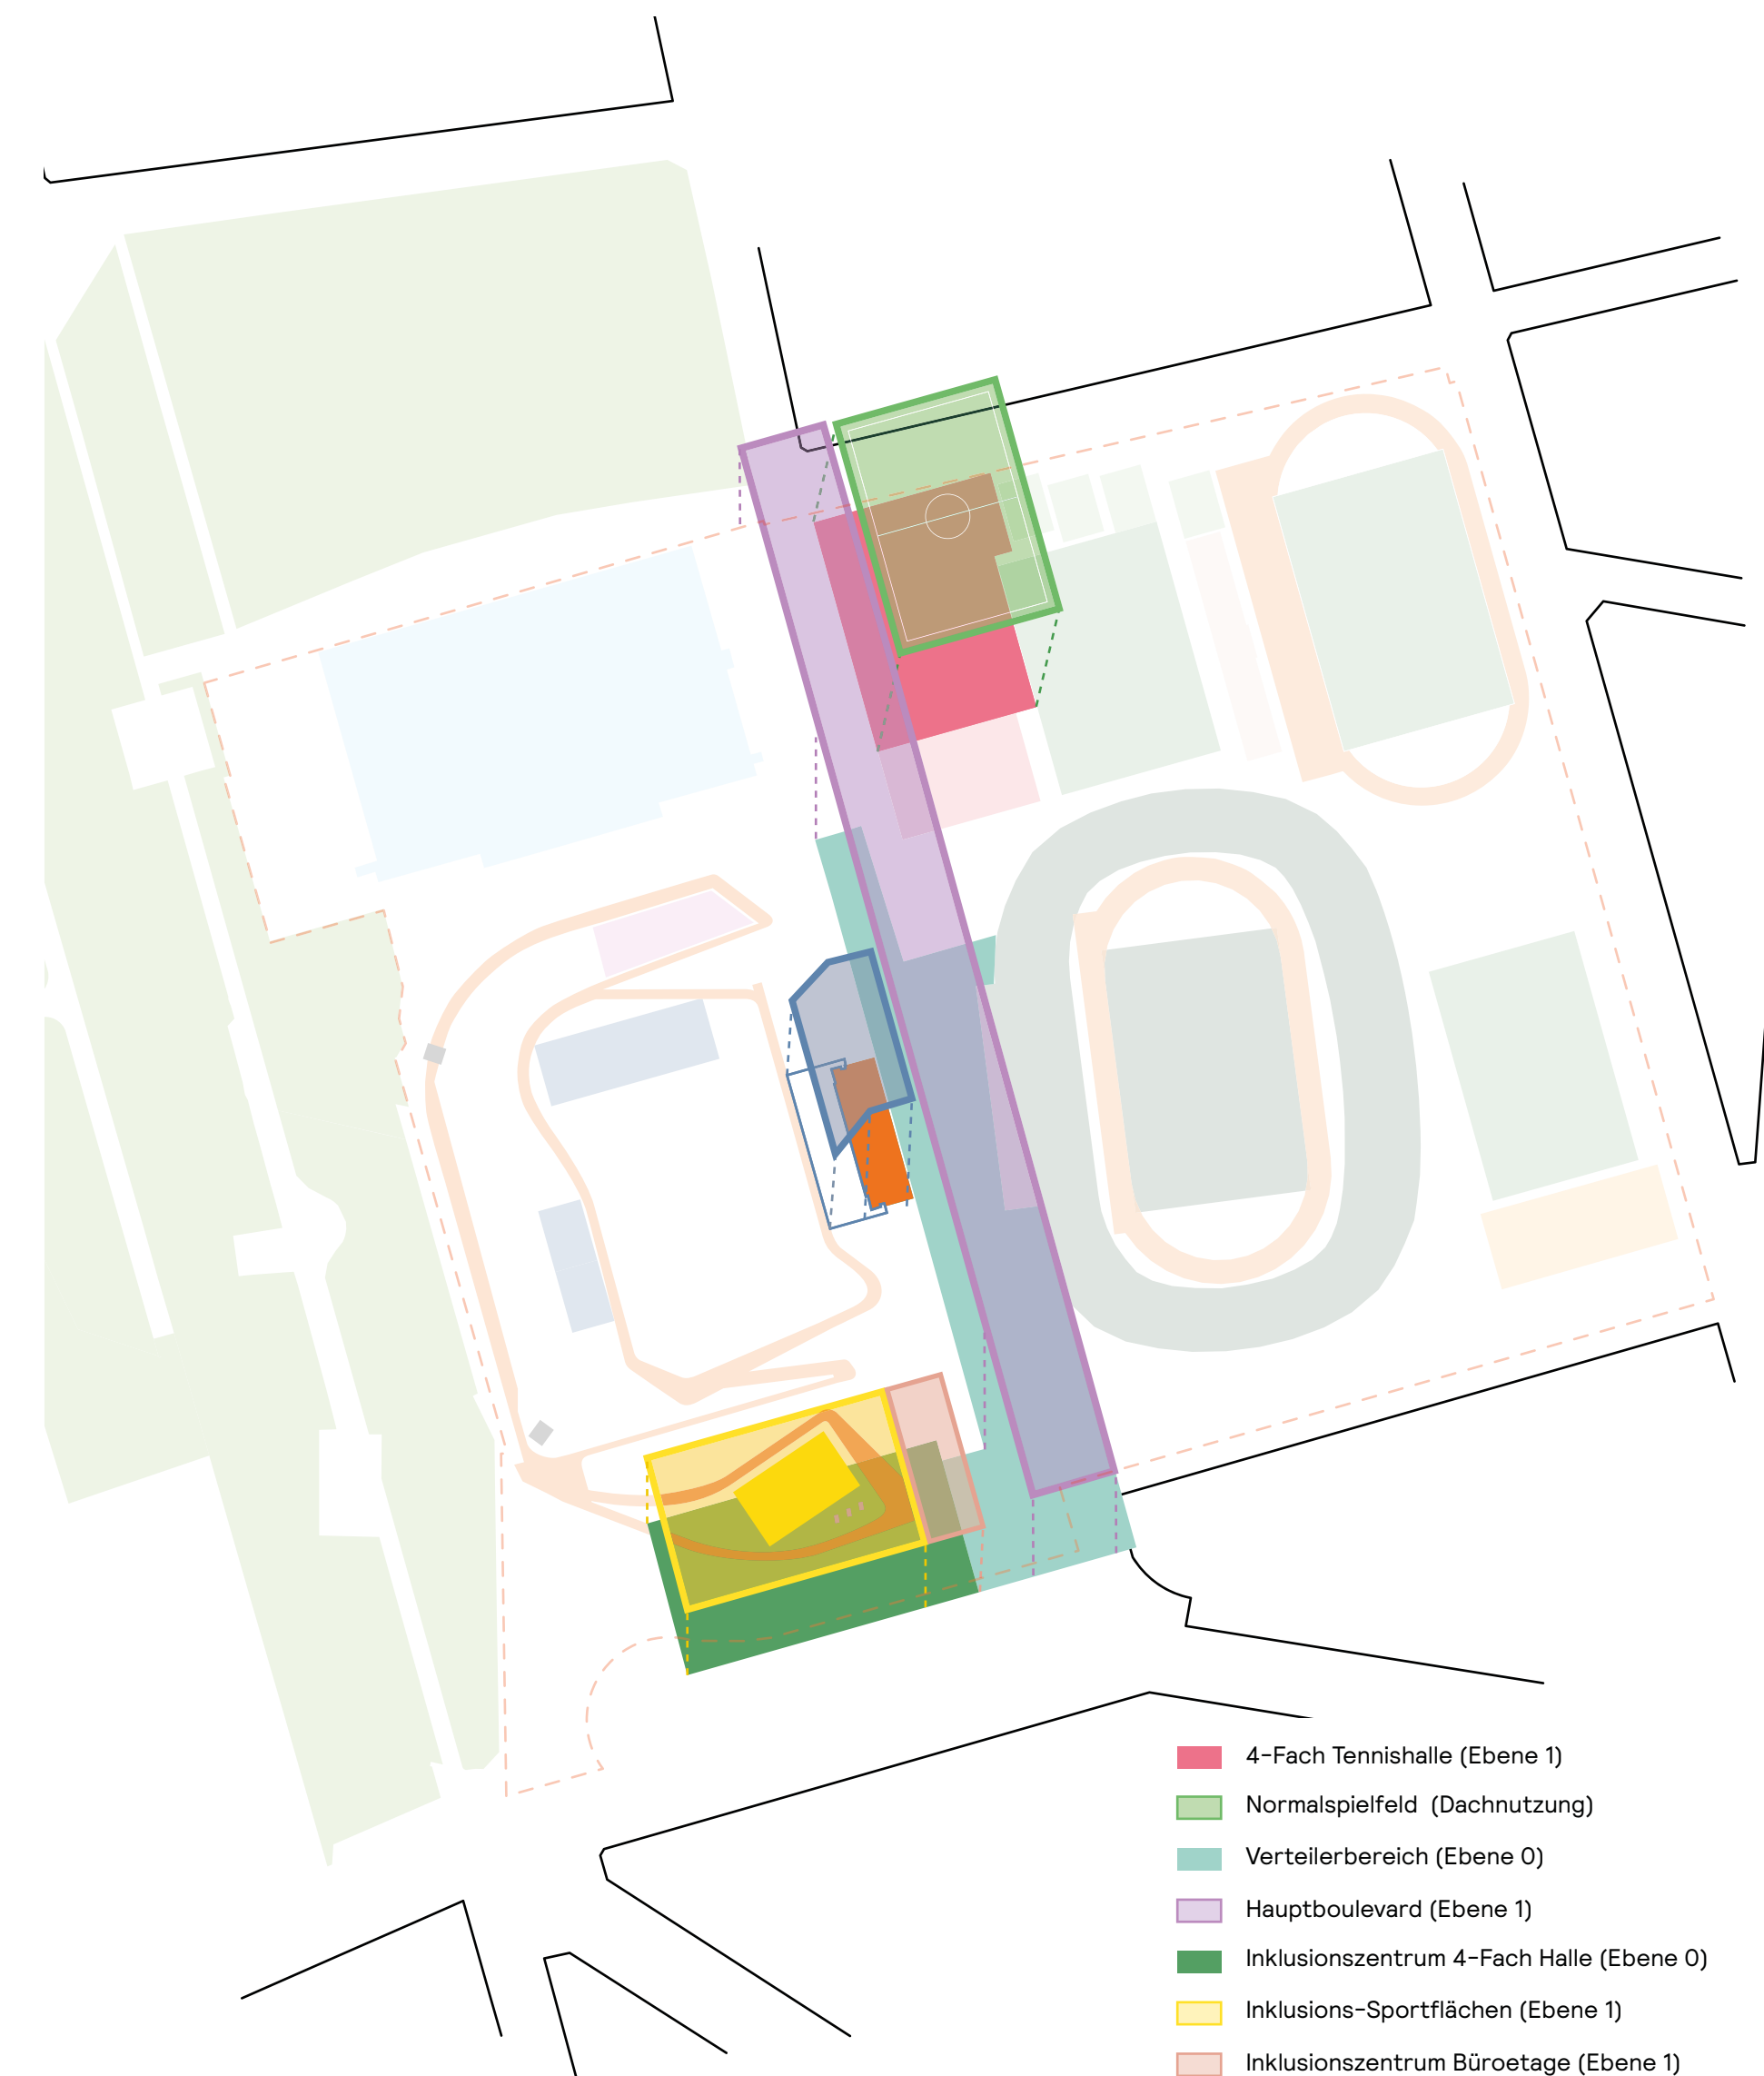 4-Fach Tennishalle (Ebene 1)
Normalspielfeld (Dachnutzung)
Verteilerbereich (Ebene 0)
Hauptboulevard (Ebene 1)
Inklusionszentrum 4-Fach Halle (Ebene 0)
Inklusions-Sportflächen (Ebene 1)
Inklusionszentrum Büroetage (Ebene 1)